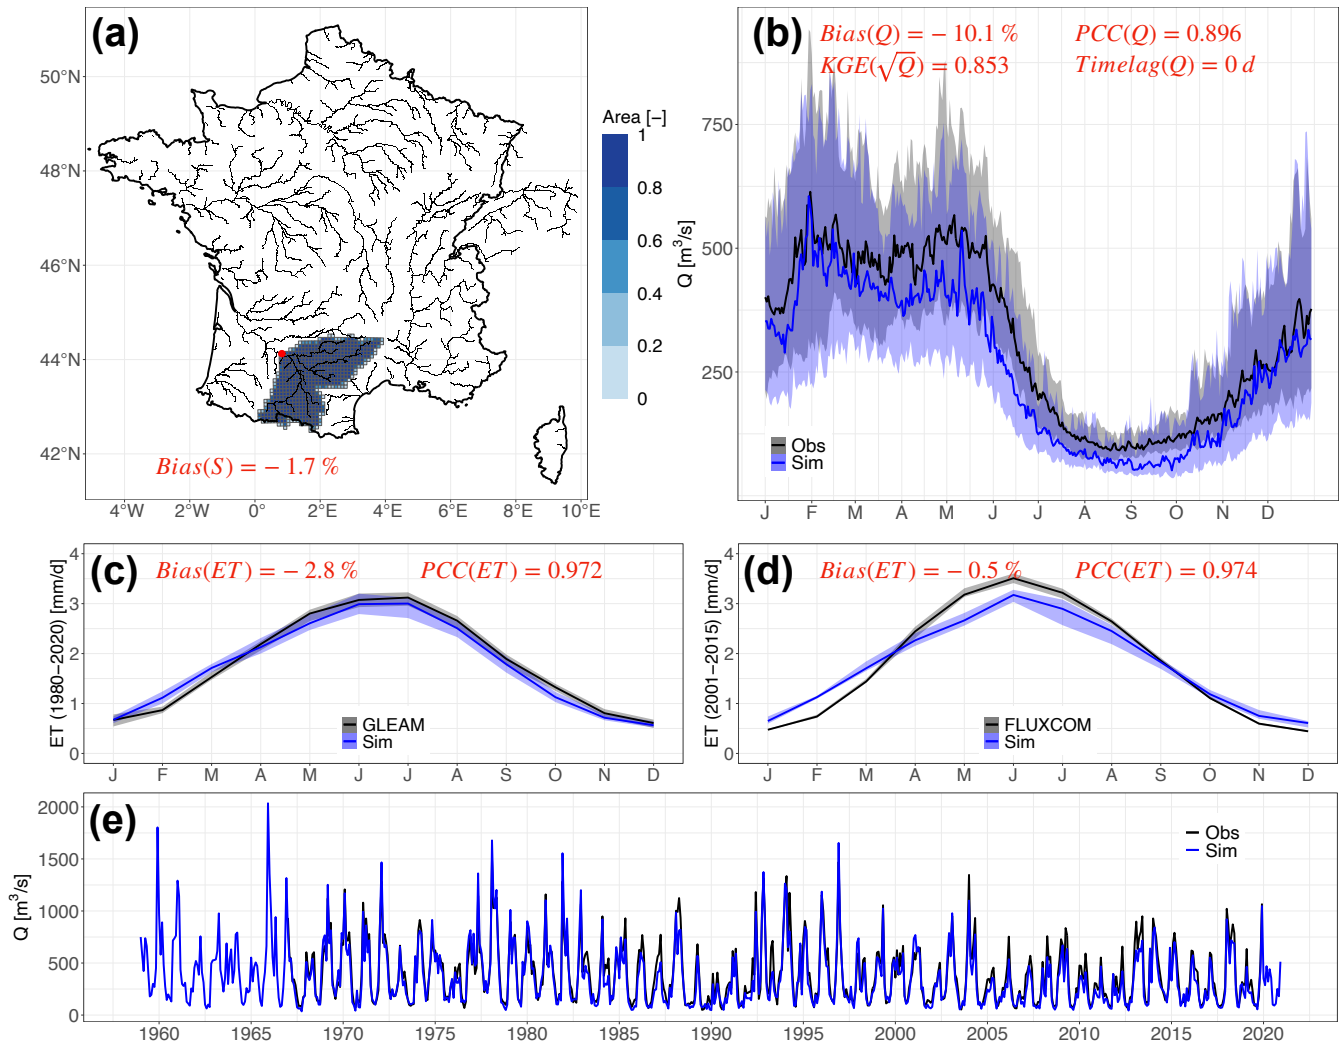 (a)
50°N
48°N
46°N
44°N
42°N
4°W 2°W 0° 2°E 4°E 6°E 8°E 10°E
Bias(S) = − 1.7 %
Area [−]
1
0.8
0.6
0.4
0.2
0
(b)
Bias(Q) = − 10.1 % PCC(Q) = 0.896
KGE(√Q) = 0.853 Timelag(Q) = 0 d
Q [m³/s]
750
500
250
Obs
Sim
J F M A M J J A S O N D
(c)
Bias(ET) = − 2.8 % PCC(ET) = 0.972
ET (1980−2020) [mm/d]
4
3
2
1
0
GLEAM
Sim
J F M A M J J A S O N D
(d)
Bias(ET) = − 0.5 % PCC(ET) = 0.974
ET (2001−2015) [mm/d]
4
3
2
1
0
FLUXCOM
Sim
J F M A M J J A S O N D
(e)
Q [m³/s]
2000
1500
1000
500
0
Obs
Sim
1960 1965 1970 1975 1980 1985 1990 1995 2000 2005 2010 2015 2020